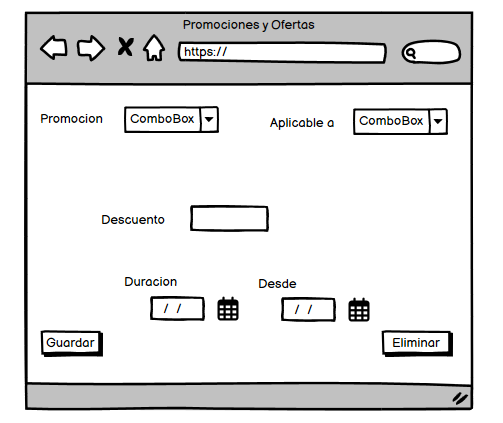 Promociones y Ofertas
https://
Promocion ComboBox Aplicable a ComboBox
Descuento
Duracion Desde
/ / / /
Guardar Eliminar